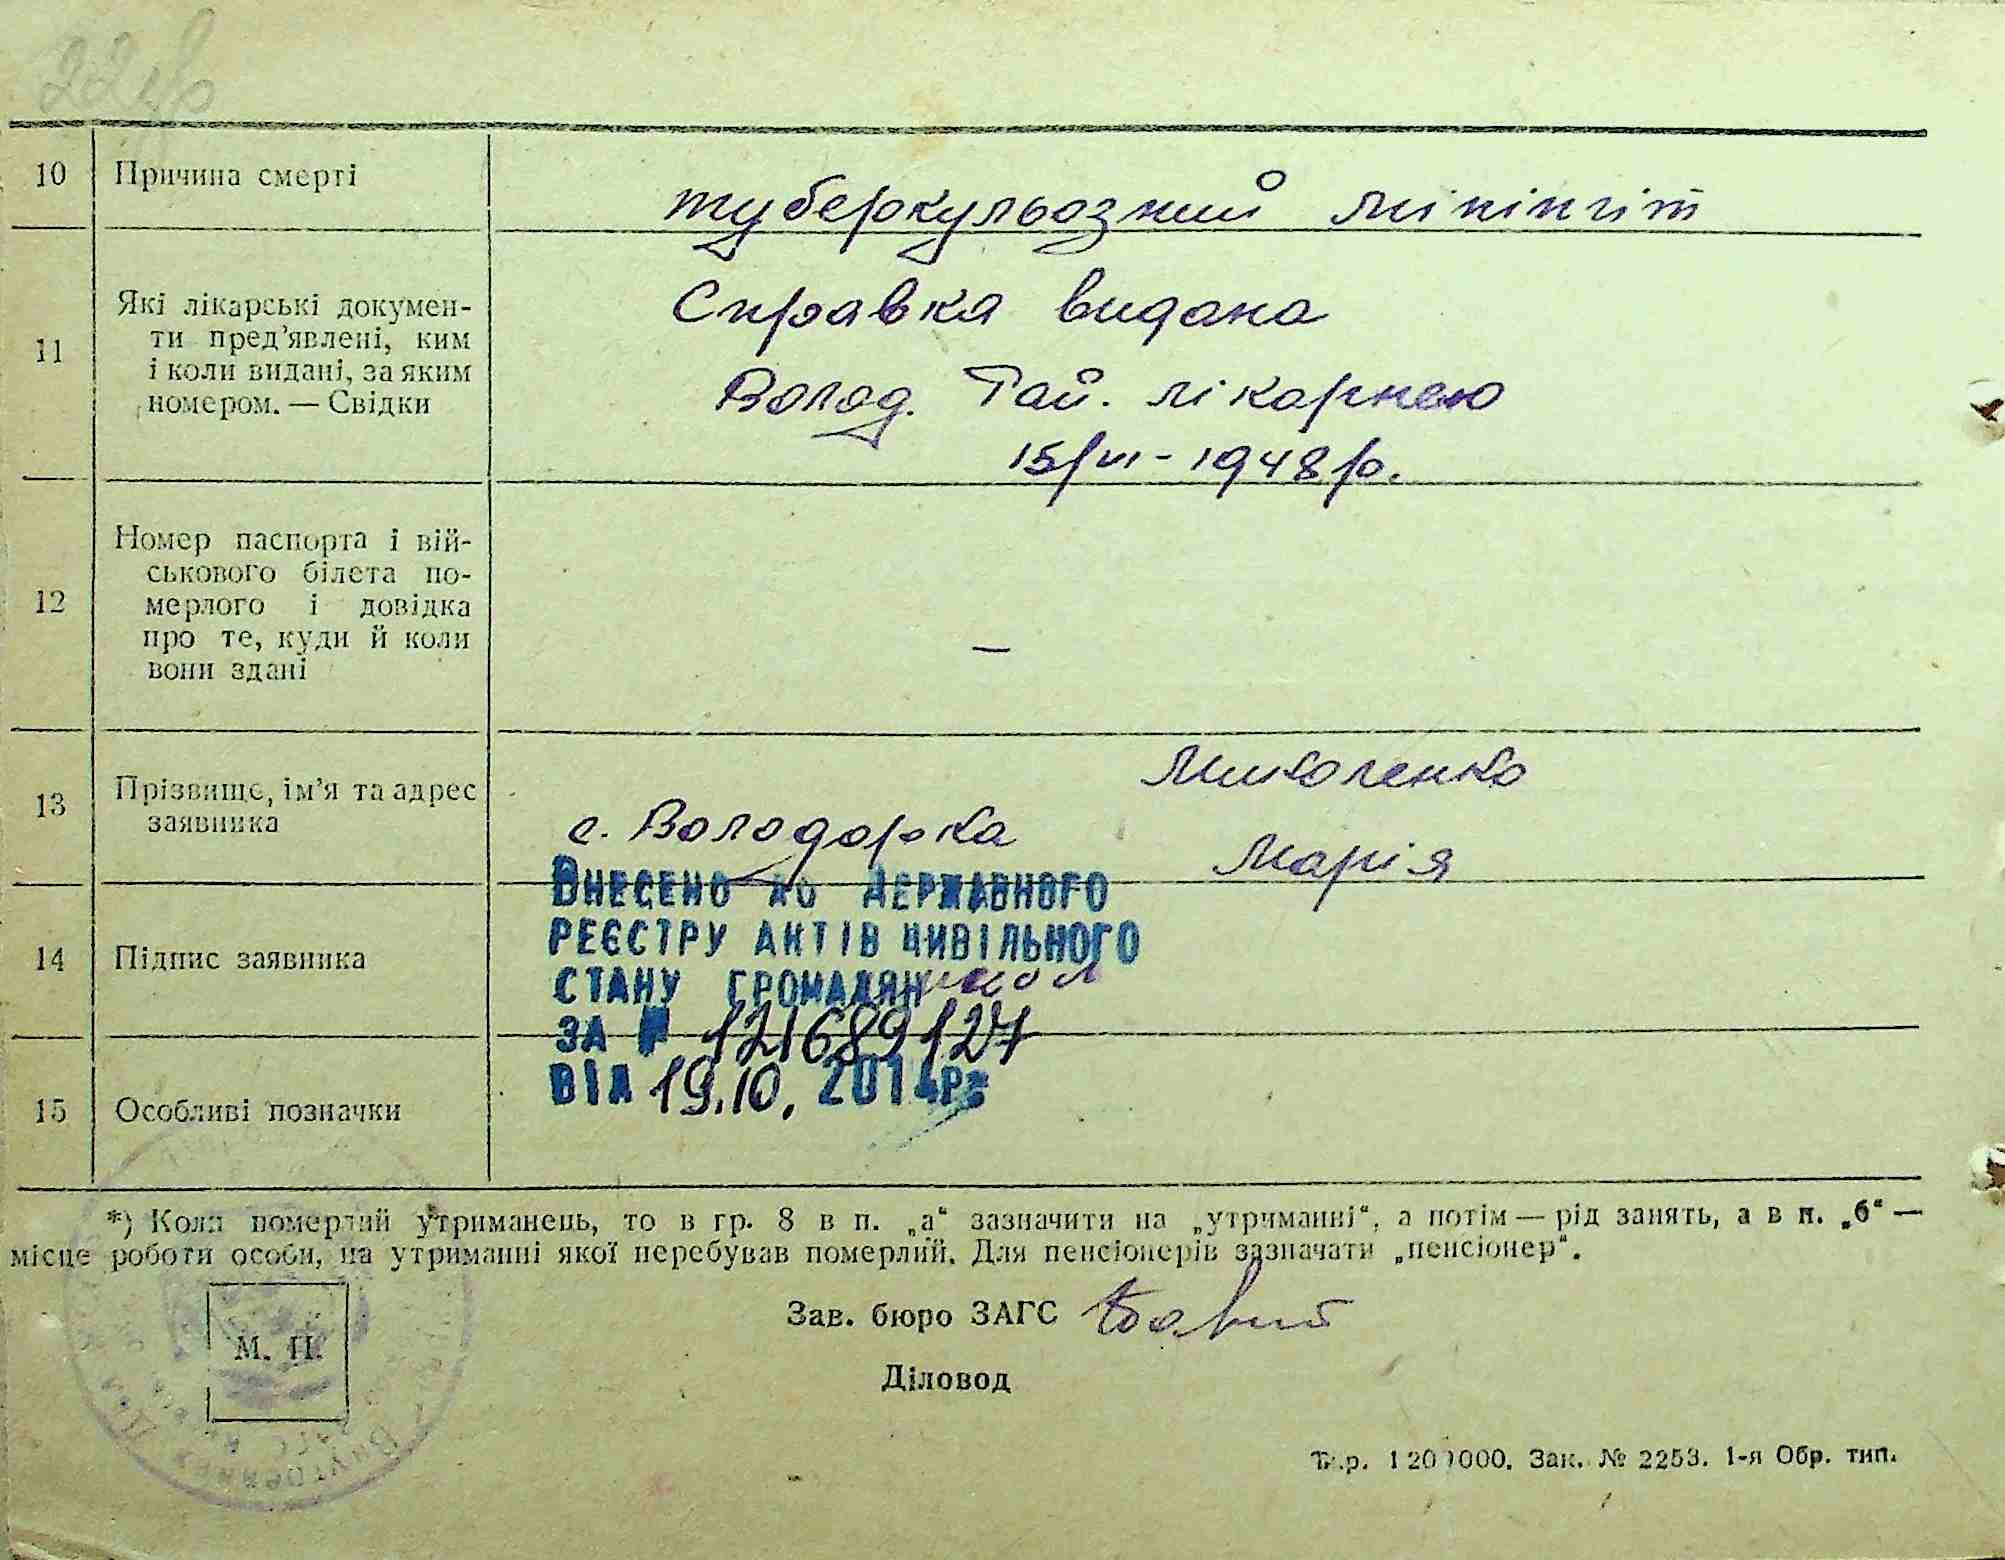 10 Причина смерті туберкульозний мінінгіт
11 Які лікарські докумен-
ти пред’явлені, ким
і коли видані, за яким
номером. — Свідки
Справка видана
Волод. Рай. лікарнею
15/VI - 1948 р.
12 Номер паспорта і вій-
ськового білета по-
мерлого і довідка
про те, куди й коли
вони здані
—
13 Прізвище, ім’я та адрес
заявника
Миколенко
с. Володарка
Марія
14 Підпис заявника
ВНЕСЕНО ДО ДЕРЖАВНОГО
РЕЄСТРУ АКТІВ ЦИВІЛЬНОГО
СТАНУ ГРОМАДЯН
ЗА № 121689127
ВІД 19.10. 2014Р.
15 Особливі позначки
*) Коли померлий утриманець, то в гр. 8 в п. „а“ зазначити на „утриманні“, а потім — рід занять, а в п. „б“ —
місце роботи особи, на утриманні якої перебував померлий. Для пенсіонерів зазначати „пенсіонер“.
М. П.
Зав. бюро ЗАГС
Діловод
Тир. 1200000. Зак. № 2253. 1-я Обр. тип.